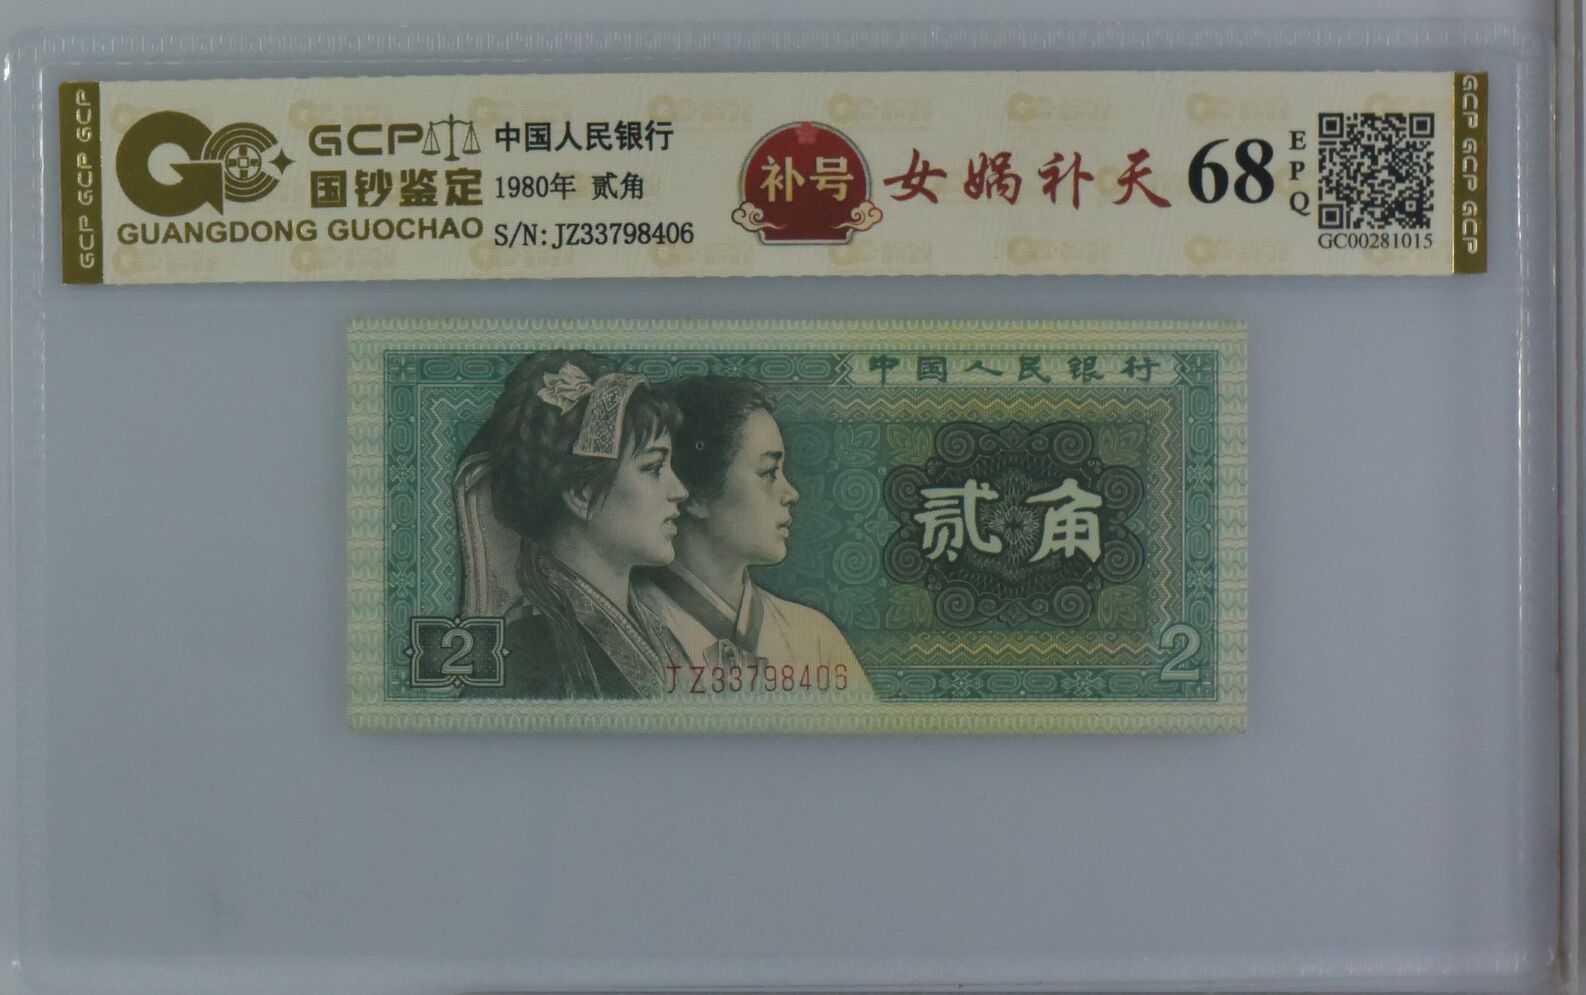 GCP GCP GCP
GC
GCP
国钞鉴定
GUANGDONG GUOCHAO
中国人民银行
1980年 贰角
S/N:JZ33798406
补号
女娲补天
68
EPQ
GC00281015
GCP GCP GCP
中国人民银行
贰角
2
2
JZ33798406